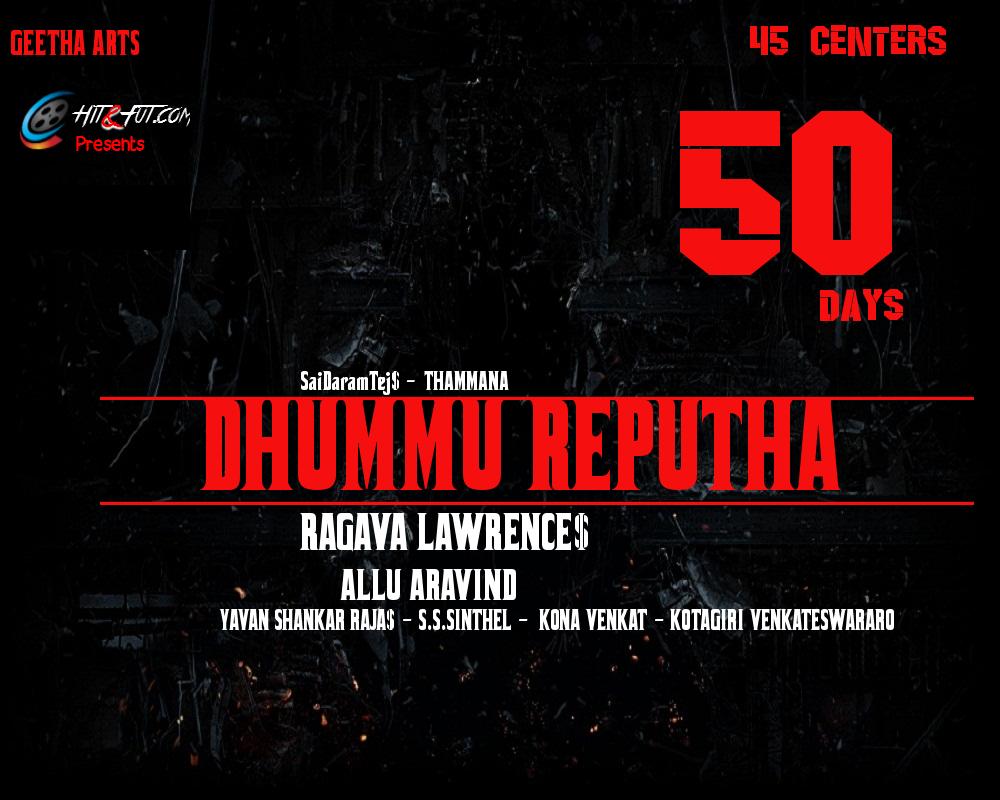 GEETHA ARTS
45 CENTERS
HIT&FUT.COM
Presents
50
DAYS
SaiDaramTej$ - THAMMANA
DHUMMU REPUTHA
RAGAVA LAWRENCE$
ALLU ARAVIND
YAVAN SHANKAR RAJA$ - S.S.SINTHEL - KONA VENKAT - KOTAGIRI VENKATESWARARO